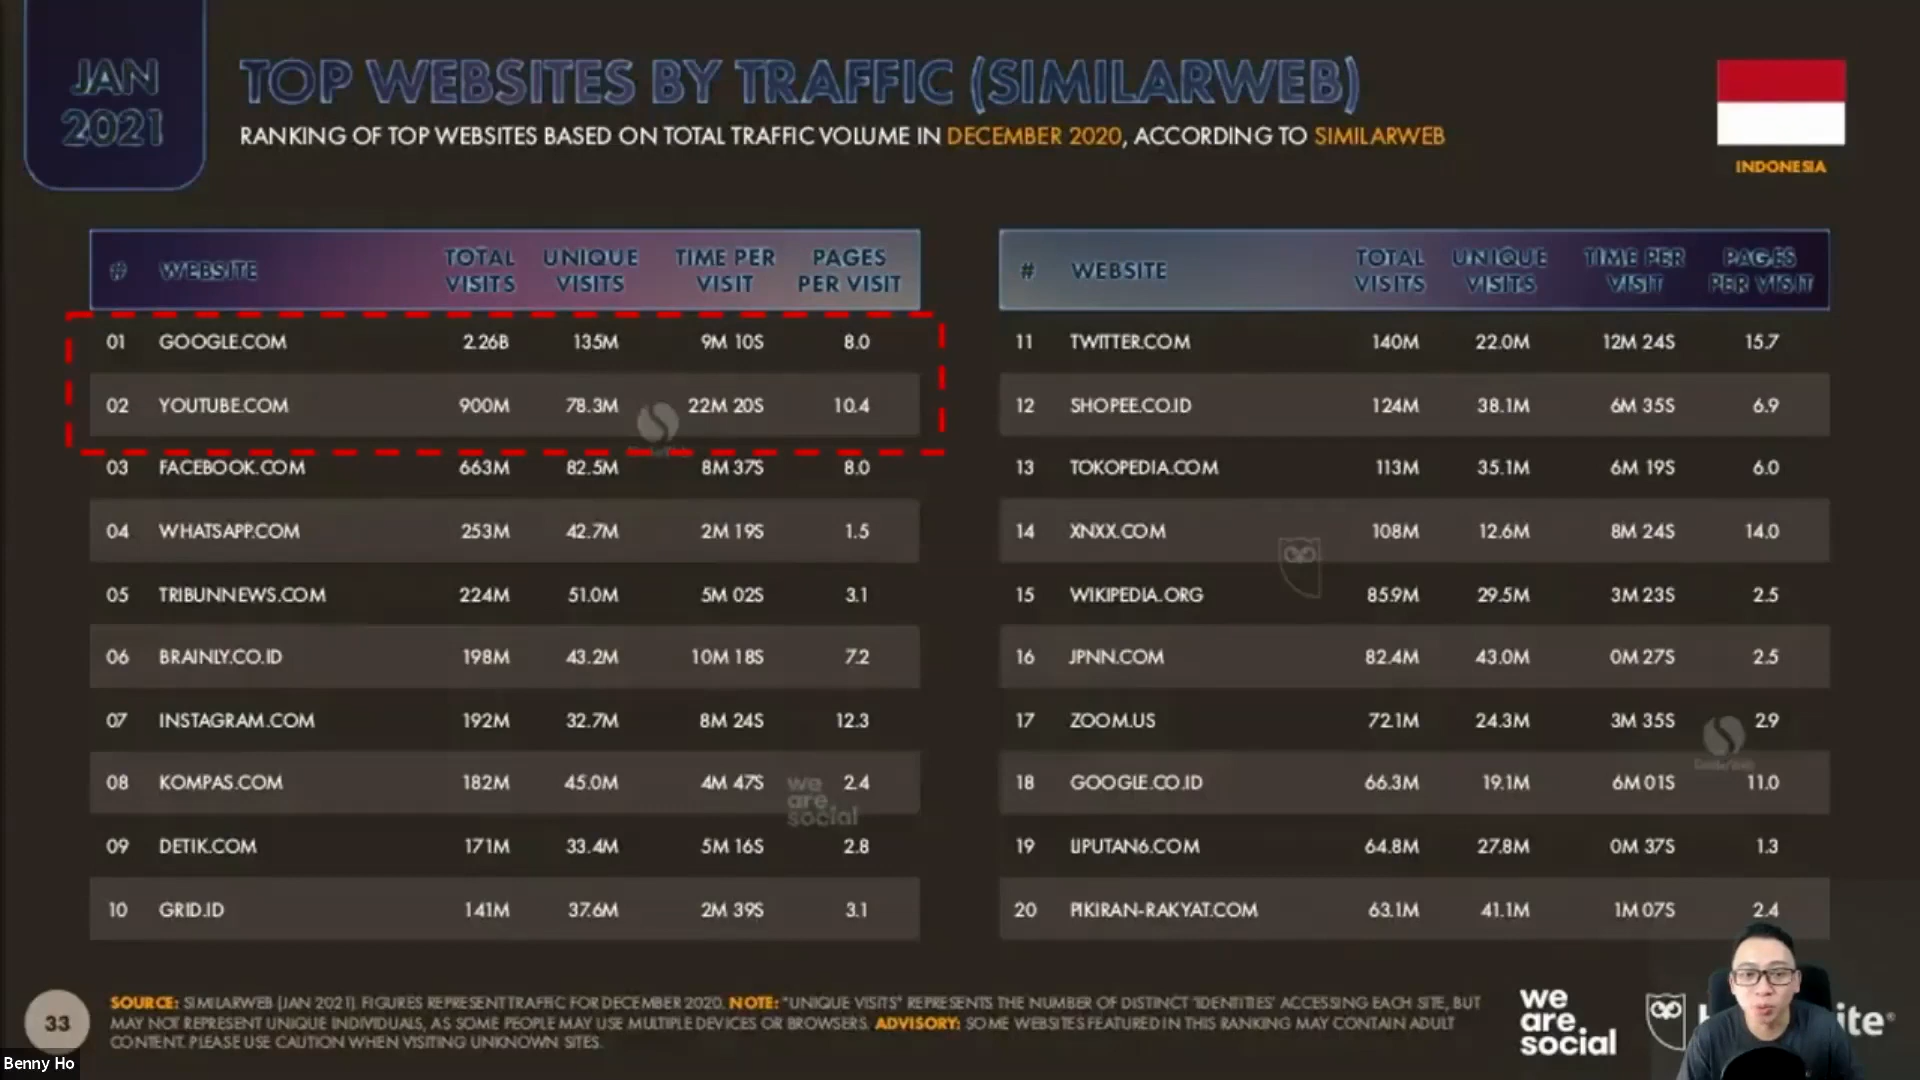 JAN
2021
TOP WEBSITES BY TRAFFIC (SIMILARWEB)
RANKING OF TOP WEBSITES BASED ON TOTAL TRAFFIC VOLUME IN DECEMBER 2020, ACCORDING TO SIMILARWEB
INDONESIA
# WEBSITE TOTAL VISITS UNIQUE VISITS TIME PER VISIT PAGES PER VISIT
01 GOOGLE.COM 2.26B 135M 9M 10S 8.0
02 YOUTUBE.COM 900M 78.3M 22M 20S 10.4
03 FACEBOOK.COM 663M 82.5M 8M 37S 8.0
04 WHATSAPP.COM 253M 42.7M 2M 19S 1.5
05 TRIBUNNEWS.COM 224M 51.0M 5M 02S 3.1
06 BRAINLY.CO.ID 198M 43.2M 10M 18S 7.2
07 INSTAGRAM.COM 192M 32.7M 8M 24S 12.3
08 KOMPAS.COM 182M 45.0M 4M 47S 2.4
09 DETIK.COM 171M 33.4M 5M 16S 2.8
10 GRID.ID 141M 37.6M 2M 39S 3.1
we
are
social
# WEBSITE TOTAL VISITS UNIQUE VISITS TIME PER VISIT PAGES PER VISIT
11 TWITTER.COM 140M 22.0M 12M 24S 15.7
12 SHOPEE.CO.ID 124M 38.1M 6M 35S 6.9
13 TOKOPEDIA.COM 113M 35.1M 6M 19S 6.0
14 XNXX.COM 108M 12.6M 8M 24S 14.0
15 WIKIPEDIA.ORG 85.9M 29.5M 3M 23S 2.5
16 JPNN.COM 82.4M 43.0M 0M 27S 2.5
17 ZOOM.US 72.1M 24.3M 3M 35S 2.9
18 GOOGLE.CO.ID 66.3M 19.1M 6M 01S 11.0
19 LIPUTAN6.COM 64.8M 27.8M 0M 37S 1.3
20 PIKIRAN-RAKYAT.COM 63.1M 41.1M 1M 07S 2.4
33
SOURCE: SIMILARWEB (JAN 2021). FIGURES REPRESENT TRAFFIC FOR DECEMBER 2020. NOTE: "UNIQUE VISITS" REPRESENTS THE NUMBER OF DISTINCT 'IDENTITIES' ACCESSING EACH SITE, BUT
MAY NOT REPRESENT UNIQUE INDIVIDUALS, AS SOME PEOPLE MAY USE MULTIPLE DEVICES OR BROWSERS. ADVISORY: SOME WEBSITES FEATURED IN THIS RANKING MAY CONTAIN ADULT
CONTENT. PLEASE USE CAUTION WHEN VISITING UNKNOWN SITES.
we
are
social
Benny Ho